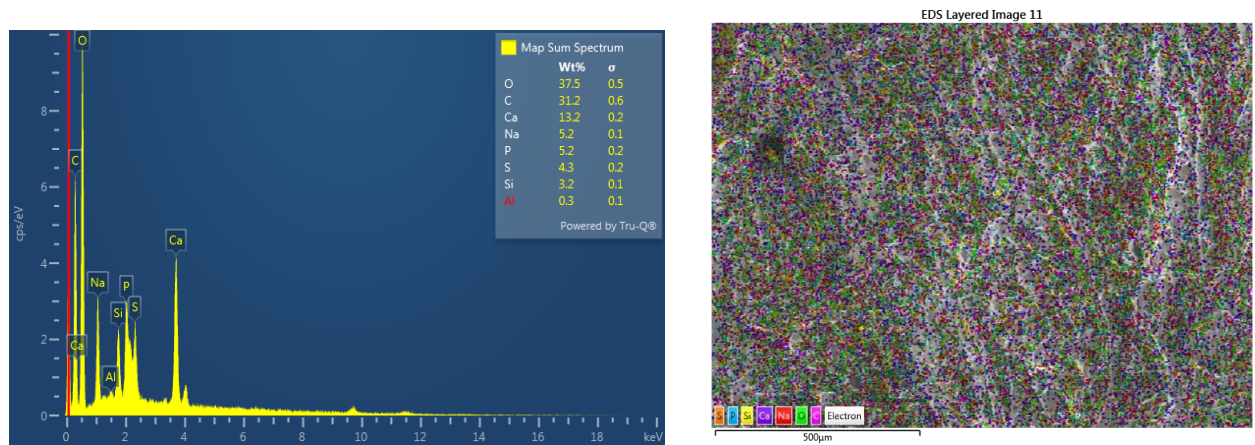 Map Sum Spectrum
Wt% σ
O 37.5 0.5
C 31.2 0.6
Ca 13.2 0.2
Na 5.2 0.1
P 5.2 0.2
S 4.3 0.2
Si 3.2 0.1
Al 0.3 0.1
Powered by Tru-Q®
O
C
Ca
Na
Al
Si
P
S
Ca
cps/eV
8
6
4
2
0
0 2 4 6 8 10 12 14 16 18 keV
EDS Layered Image 11
S P Si Ca Na O C Electron
500µm